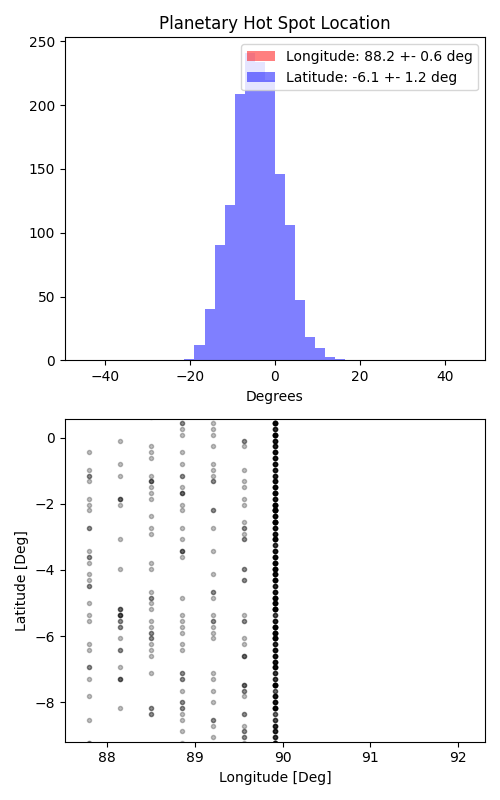 Planetary Hot Spot Location
250
200
150
100
50
0
Longitude: 88.2 +- 0.6 deg
Latitude: -6.1 +- 1.2 deg
−40 −20 0 20 40
Degrees
0
−2
−4
−6
−8
Latitude [Deg]
88 89 90 91 92
Longitude [Deg]